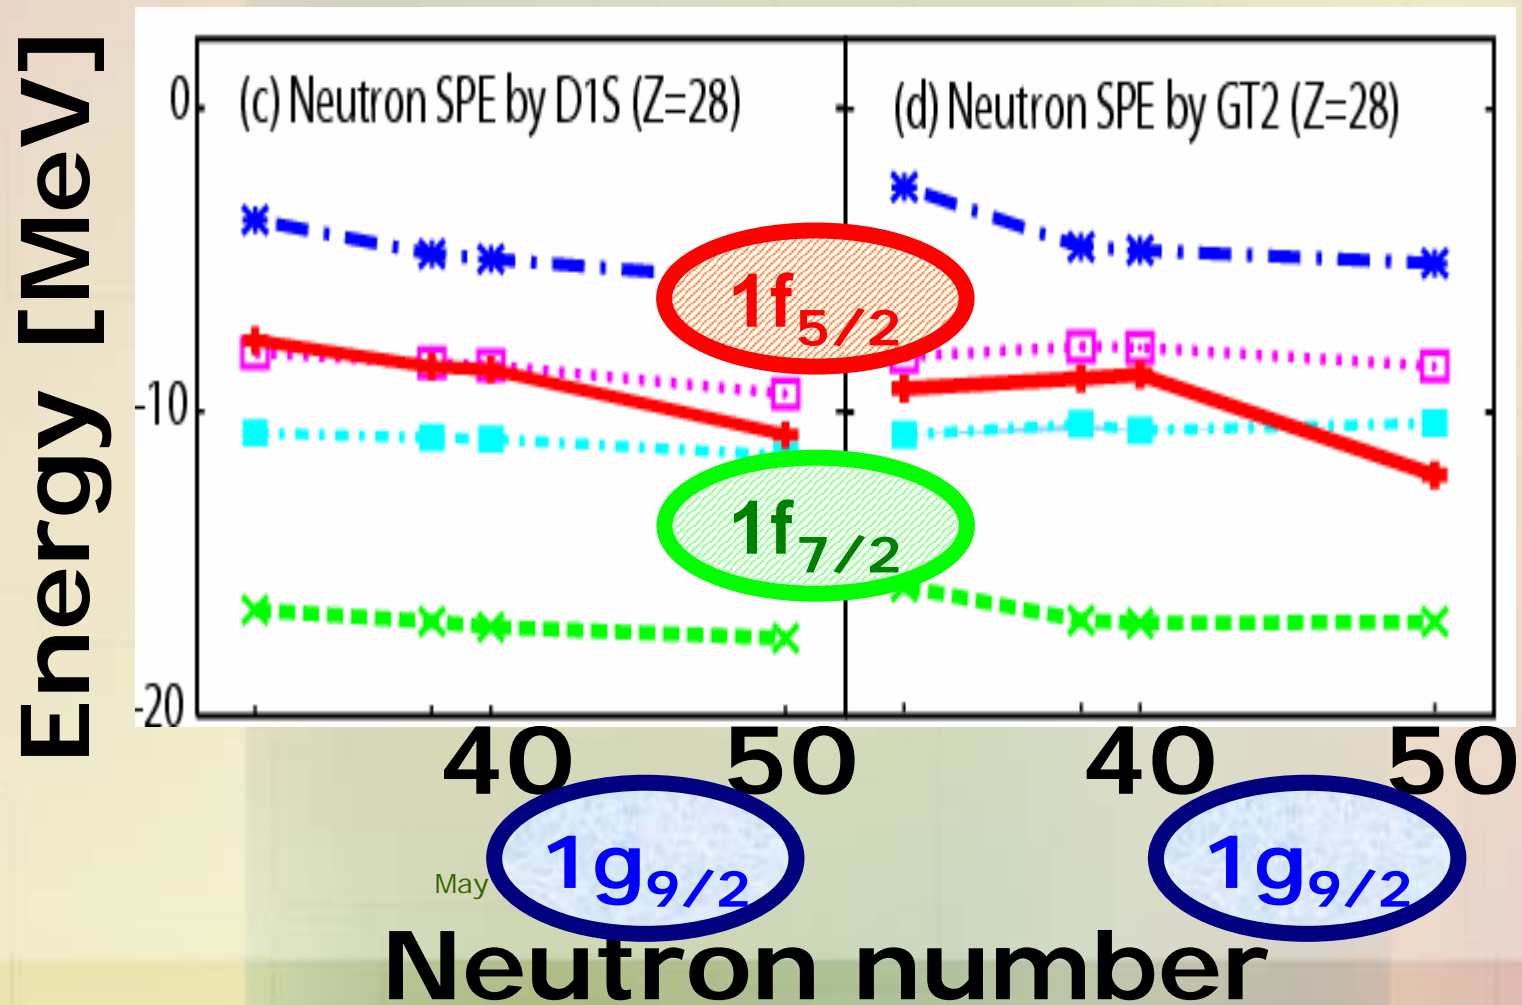 Energy [MeV]
(c) Neutron SPE by D1S (Z=28)
(d) Neutron SPE by GT2 (Z=28)
0
-10
-20
1f5/2
1f7/2
40 50 40 50
1g9/2 1g9/2
May
Neutron number